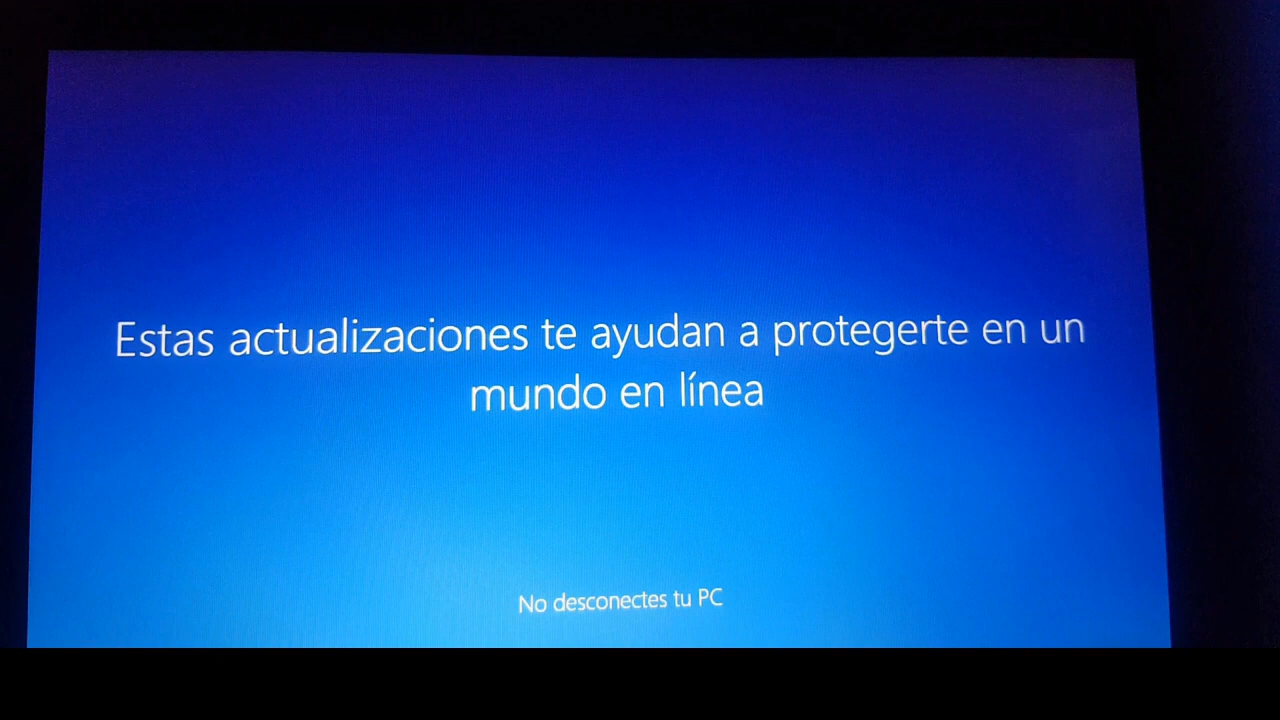 Estas actualizaciones te ayudan a protegerte en un
mundo en línea
No desconectes tu PC